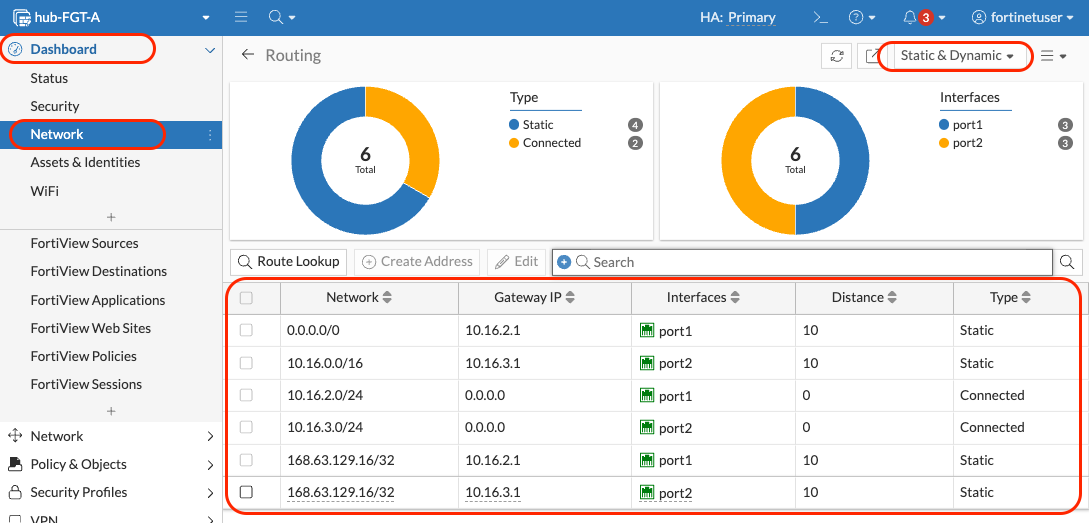 hub-FGT-A
HA: Primary
3
fortinetuser
Dashboard
Status
Security
Network
Assets & Identities
WiFi
FortiView Sources
FortiView Destinations
FortiView Applications
FortiView Web Sites
FortiView Policies
FortiView Sessions
Network
Policy & Objects
Security Profiles
VPN
Routing
Static & Dynamic
6
Total
Type
Static 4
Connected 2
6
Total
Interfaces
port1 3
port2 3
Route Lookup Create Address Edit Search
Network Gateway IP Interfaces Distance Type
0.0.0.0/0 10.16.2.1 port1 10 Static
10.16.0.0/16 10.16.3.1 port2 10 Static
10.16.2.0/24 0.0.0.0 port1 0 Connected
10.16.3.0/24 0.0.0.0 port2 0 Connected
168.63.129.16/32 10.16.2.1 port1 10 Static
168.63.129.16/32 10.16.3.1 port2 10 Static